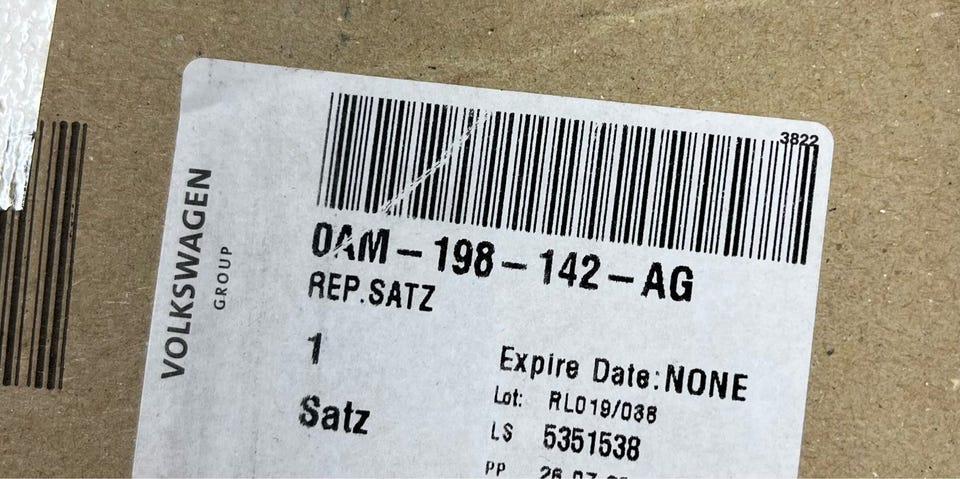 3822
VOLKSWAGEN
GROUP
0AM-198-142-AG
REP.SATZ
1
Satz
Expire Date:NONE
Lot: RL019/038
LS 5351538
PP